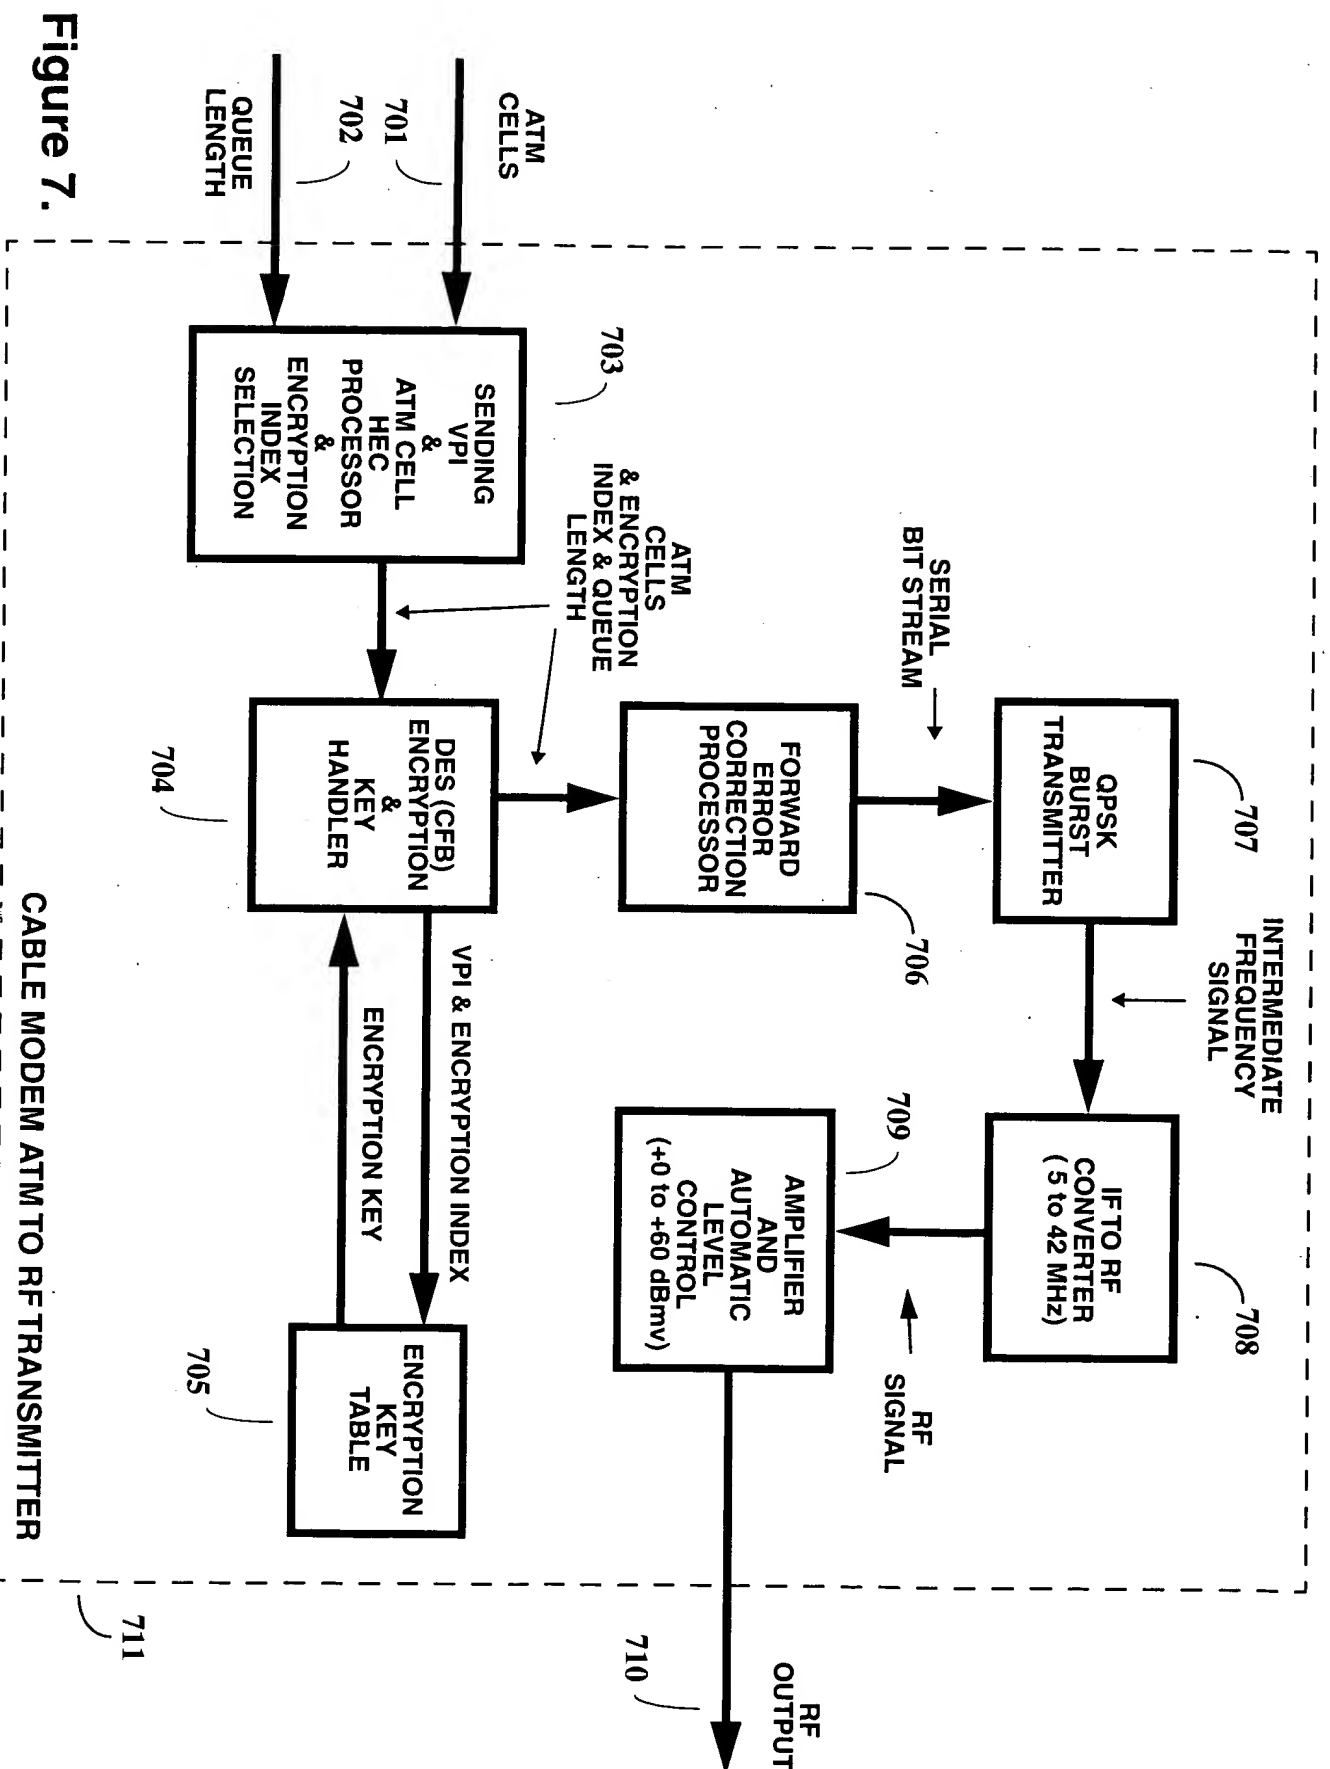 ATM
CELLS
701
702
QUEUE
LENGTH
703
SENDING
VPI
&
ATM CELL
HEC
PROCESSOR
&
ENCRYPTION
INDEX
SELECTION
ATM
CELLS
& ENCRYPTION
INDEX & QUEUE
LENGTH
DES (CFB)
ENCRYPTION
&
KEY
HANDLER
704
VPI & ENCRYPTION INDEX
ENCRYPTION KEY
ENCRYPTION
KEY
TABLE
705
FORWARD
ERROR
CORRECTION
PROCESSOR
706
SERIAL
BIT STREAM
QPSK
BURST
TRANSMITTER
707
INTERMEDIATE
FREQUENCY
SIGNAL
IF TO RF
CONVERTER
( 5 to 42 MHz)
708
RF
SIGNAL
709
AMPLIFIER
AND
AUTOMATIC
LEVEL
CONTROL
(+0 to +60 dBmv)
RF
OUTPUT
710
711
CABLE MODEM ATM TO RF TRANSMITTER
Figure 7.